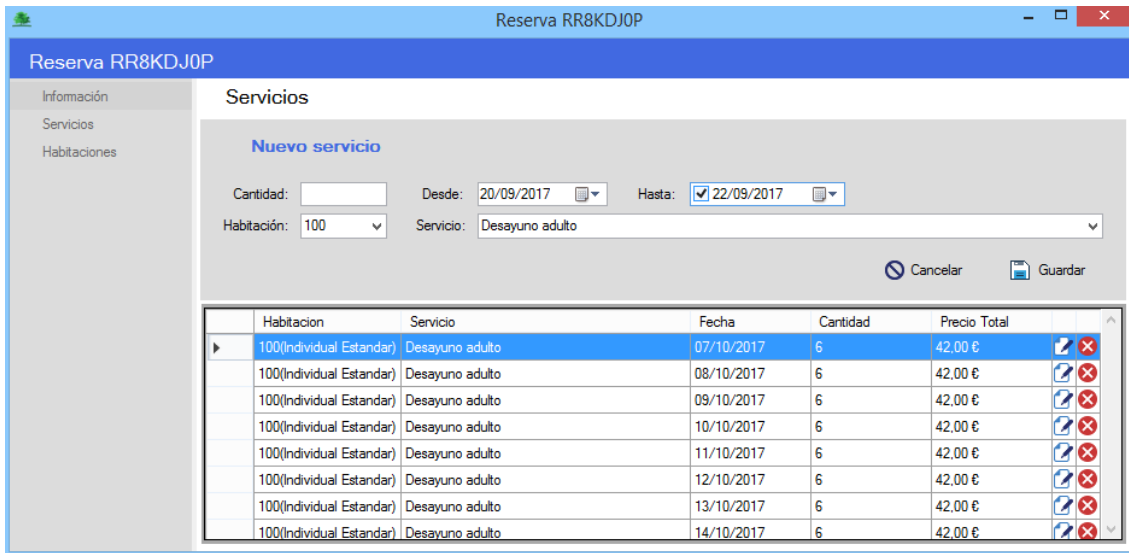 Reserva RR8KDJ0P
Reserva RR8KDJ0P
Información
Servicios
Habitaciones
Servicios
Nuevo servicio
Cantidad: Desde: 20/09/2017 Hasta: 22/09/2017
Habitación: 100 Servicio: Desayuno adulto
Cancelar Guardar
Habitacion Servicio Fecha Cantidad Precio Total
100(Individual Estandar) Desayuno adulto 07/10/2017 6 42,00 €
100(Individual Estandar) Desayuno adulto 08/10/2017 6 42,00 €
100(Individual Estandar) Desayuno adulto 09/10/2017 6 42,00 €
100(Individual Estandar) Desayuno adulto 10/10/2017 6 42,00 €
100(Individual Estandar) Desayuno adulto 11/10/2017 6 42,00 €
100(Individual Estandar) Desayuno adulto 12/10/2017 6 42,00 €
100(Individual Estandar) Desayuno adulto 13/10/2017 6 42,00 €
100(Individual Estandar) Desayuno adulto 14/10/2017 6 42,00 €